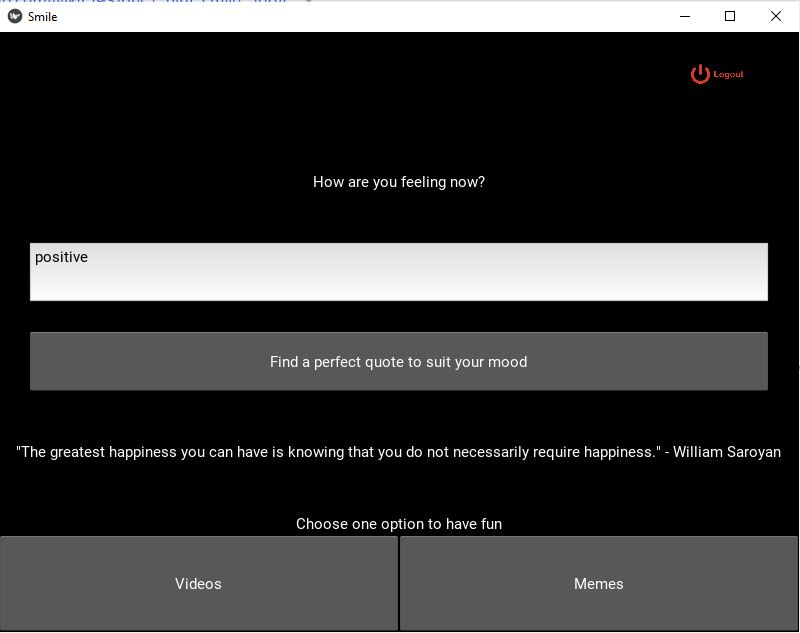 Smile
Logout
How are you feeling now?
positive
Find a perfect quote to suit your mood
"The greatest happiness you can have is knowing that you do not necessarily require happiness." - William Saroyan
Choose one option to have fun
Videos
Memes